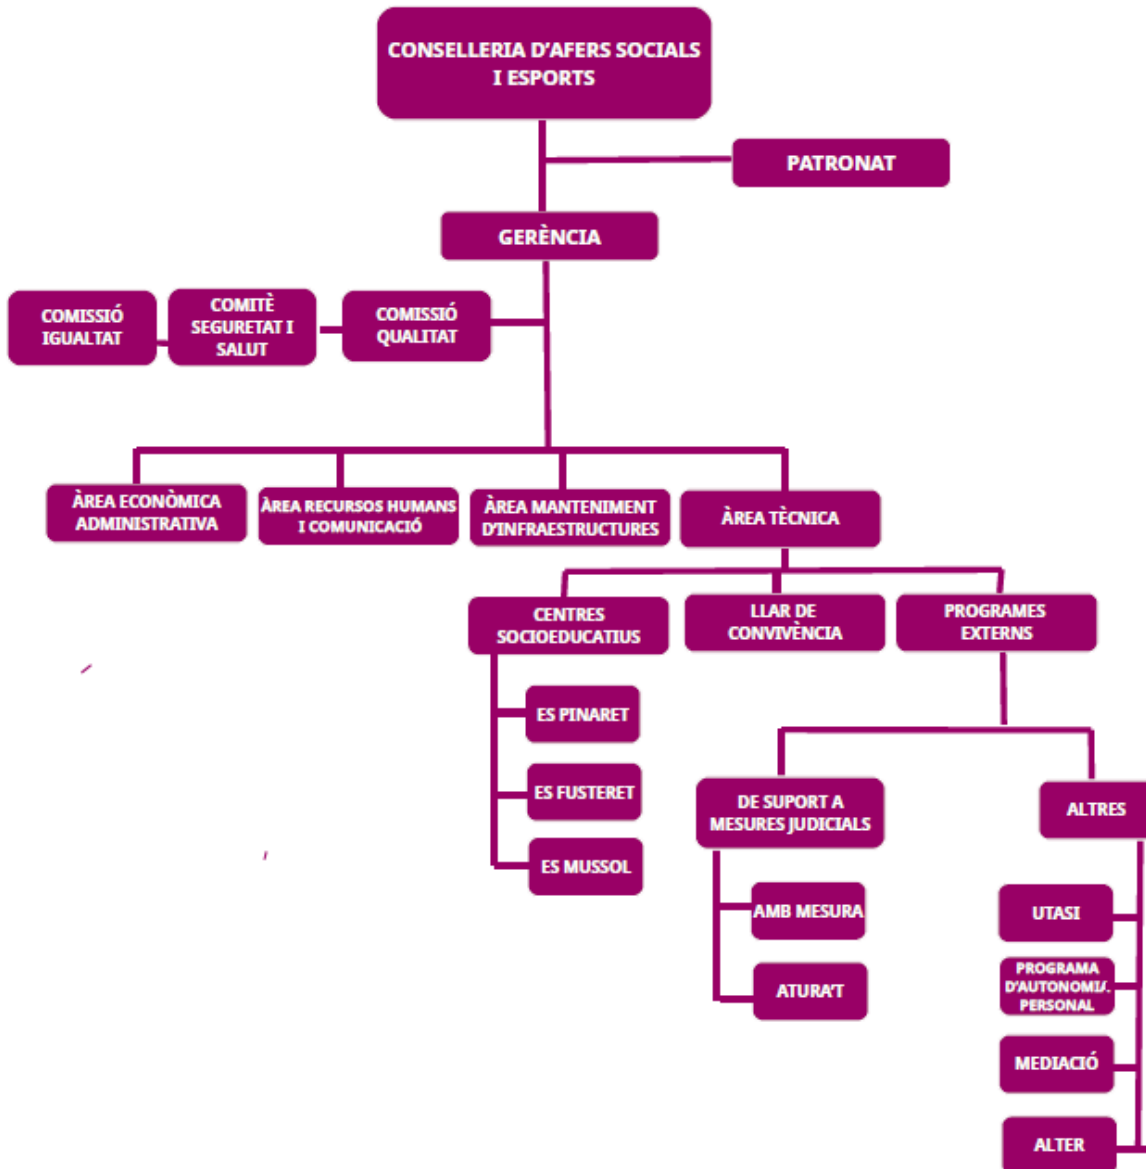 CONSELLERIA D'AFERS SOCIALS
I ESPORTS
PATRONAT
GERÈNCIA
COMISSIÓ
IGUALTAT
COMITÈ
SEGURETAT I
SALUT
COMISSIÓ
QUALITAT
ÀREA ECONÒMICA
ADMINISTRATIVA
ÀREA RECURSOS HUMANS
I COMUNICACIÓ
ÀREA MANTENIMENT
D'INFRAESTRUCTURES
ÀREA TÈCNICA
CENTRES
SOCIOEDUCATIUS
LLAR DE
CONVIVÈNCIA
PROGRAMES
EXTERNS
ES PINARET
ES FUSTERET
ES MUSSOL
DE SUPORT A
MESURES JUDICIALS
AMB MESURA
ATURA'T
ALTRES
UTASI
PROGRAMA
D'AUTONOMIA
PERSONAL
MEDIACIÓ
ALTER